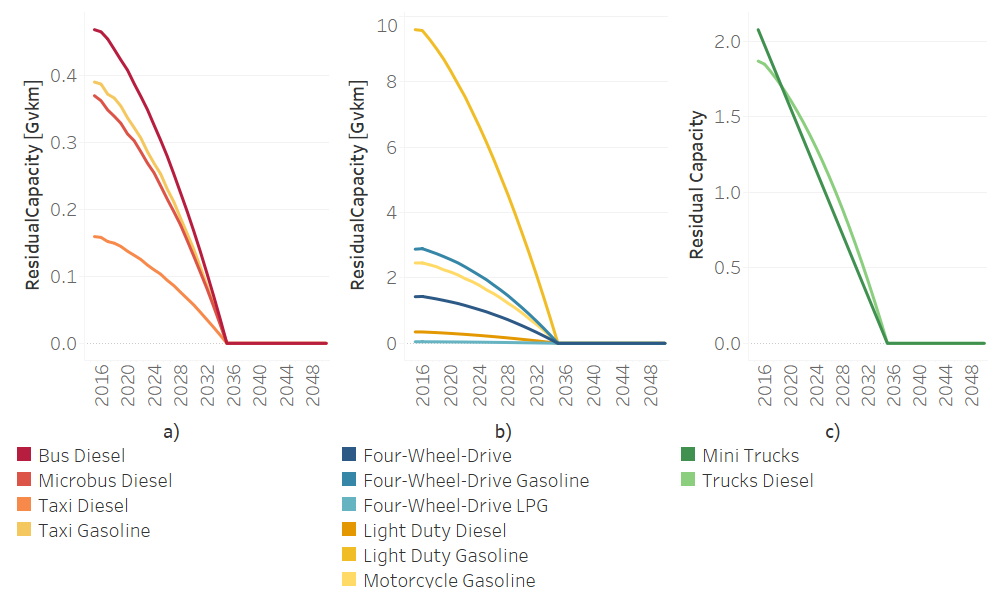 ResidualCapacity [Gvkm]
0.4
0.3
0.2
0.1
0.0
2016 2020 2024 2028 2032 2036 2040 2044 2048
a)
Bus Diesel
Microbus Diesel
Taxi Diesel
Taxi Gasoline
ResidualCapacity [Gvkm]
10
8
6
4
2
0
2016 2020 2024 2028 2032 2036 2040 2044 2048
b)
Four-Wheel-Drive
Four-Wheel-Drive Gasoline
Four-Wheel-Drive LPG
Light Duty Diesel
Light Duty Gasoline
Motorcycle Gasoline
Residual Capacity
2.0
1.5
1.0
0.5
0.0
2016 2020 2024 2028 2032 2036 2040 2044 2048
c)
Mini Trucks
Trucks Diesel